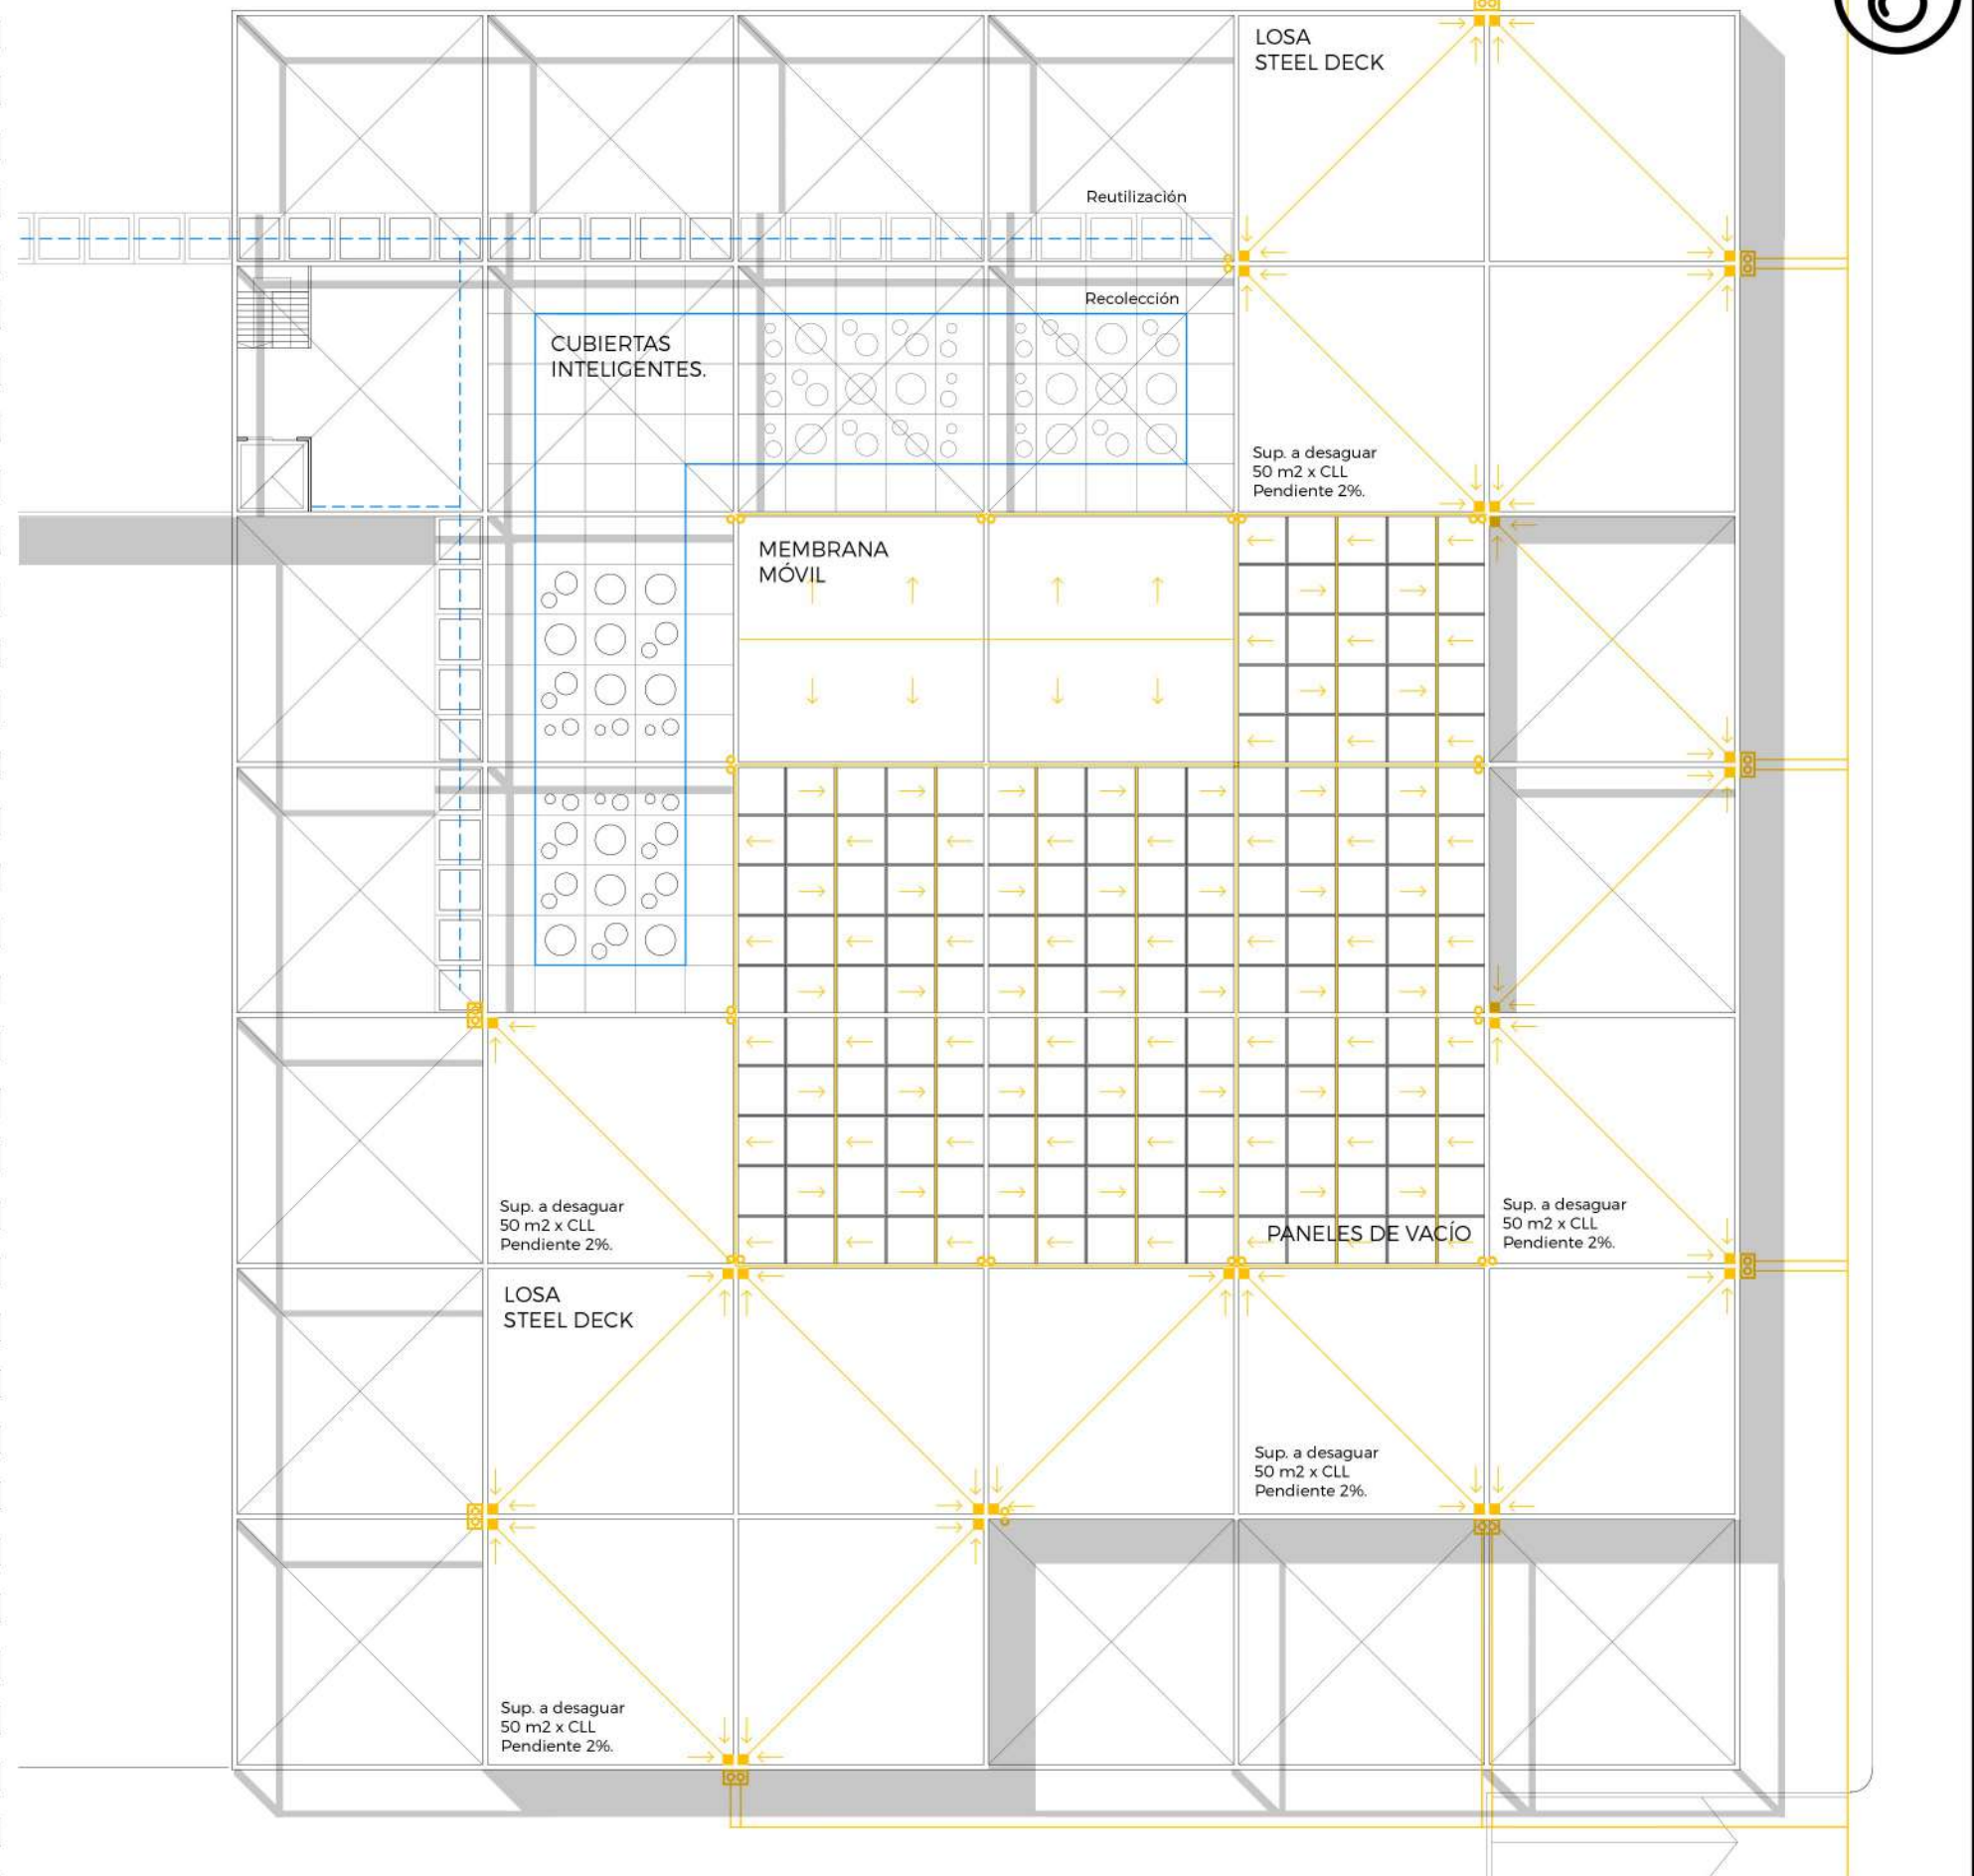 LOSA
STEEL DECK
Reutilización
Recolección
CUBIERTAS
INTELIGENTES.
Sup. a desaguar
50 m2 x CLL
Pendiente 2%.
MEMBRANA
MÓVIL
Sup. a desaguar
50 m2 x CLL
Pendiente 2%.
PANELES DE VACÍO
Sup. a desaguar
50 m2 x CLL
Pendiente 2%.
LOSA
STEEL DECK
Sup. a desaguar
50 m2 x CLL
Pendiente 2%.
Sup. a desaguar
50 m2 x CLL
Pendiente 2%.